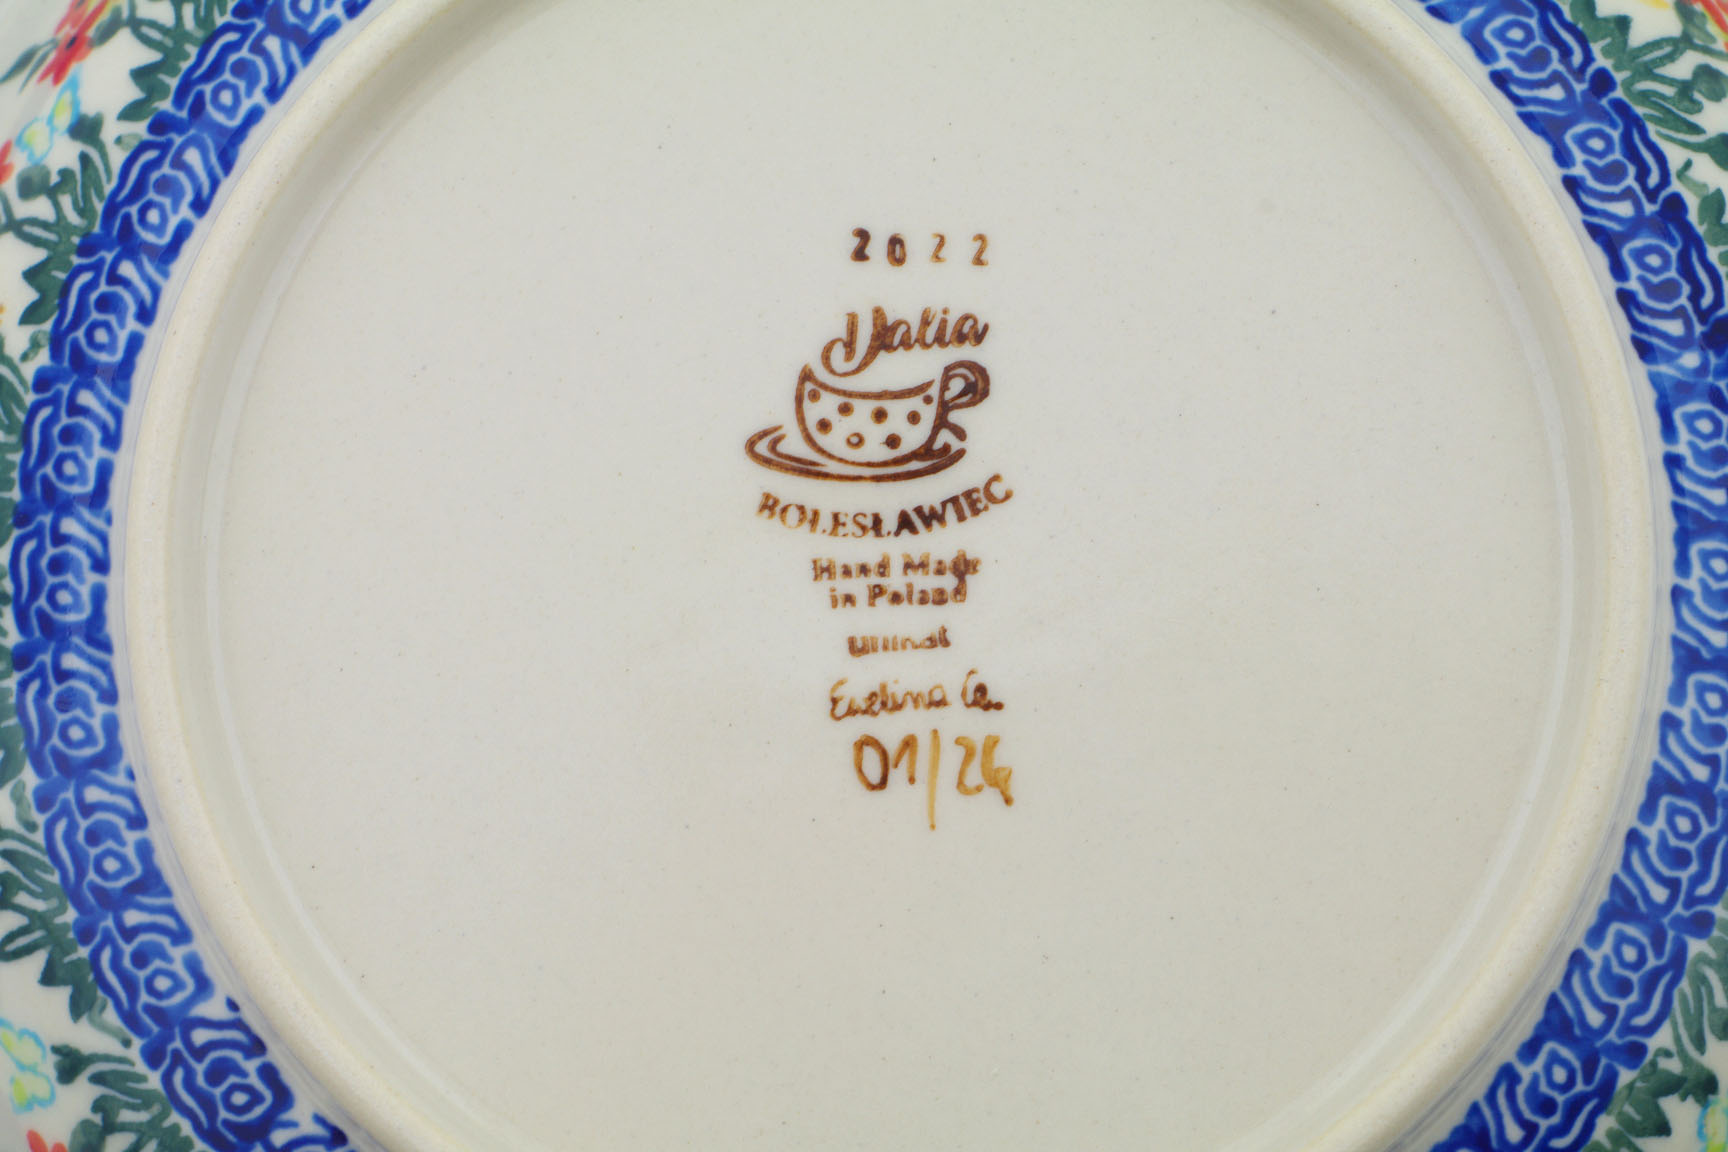 2022
Dalia
BOLESŁAWIEC
Hand Made
in Poland
Unikat
Ewelina Ce.
01/24